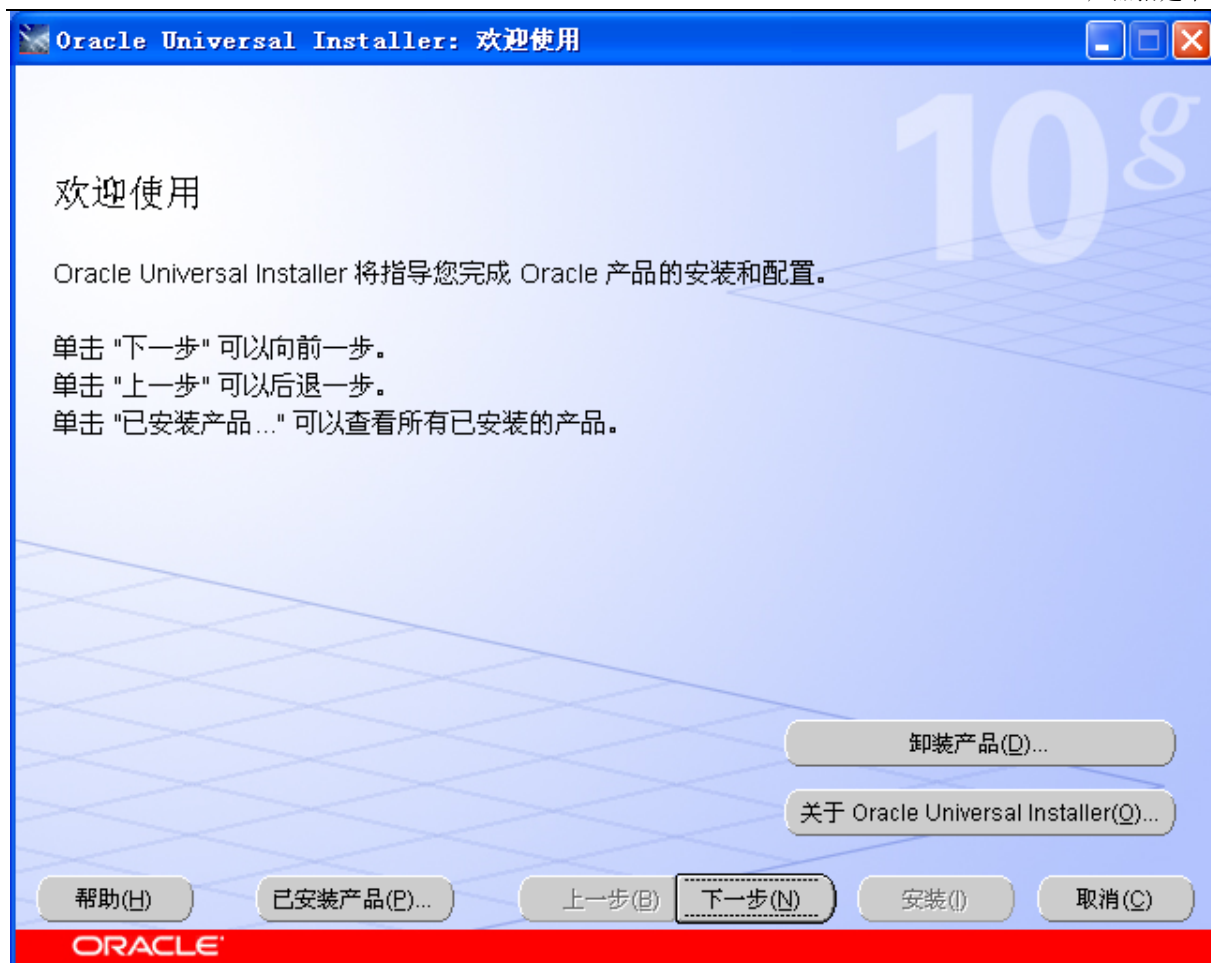 Oracle Universal Installer: 欢迎使用
10g
欢迎使用
Oracle Universal Installer 将指导您完成 Oracle 产品的安装和配置。
单击 "下一步" 可以向前一步。
单击 "上一步" 可以后退一步。
单击 "已安装产品..." 可以查看所有已安装的产品。
卸装产品(D)...
关于 Oracle Universal Installer(O)...
帮助(H) 已安装产品(P)... 上一步(B) 下一步(N) 安装(I) 取消(C)
ORACLE